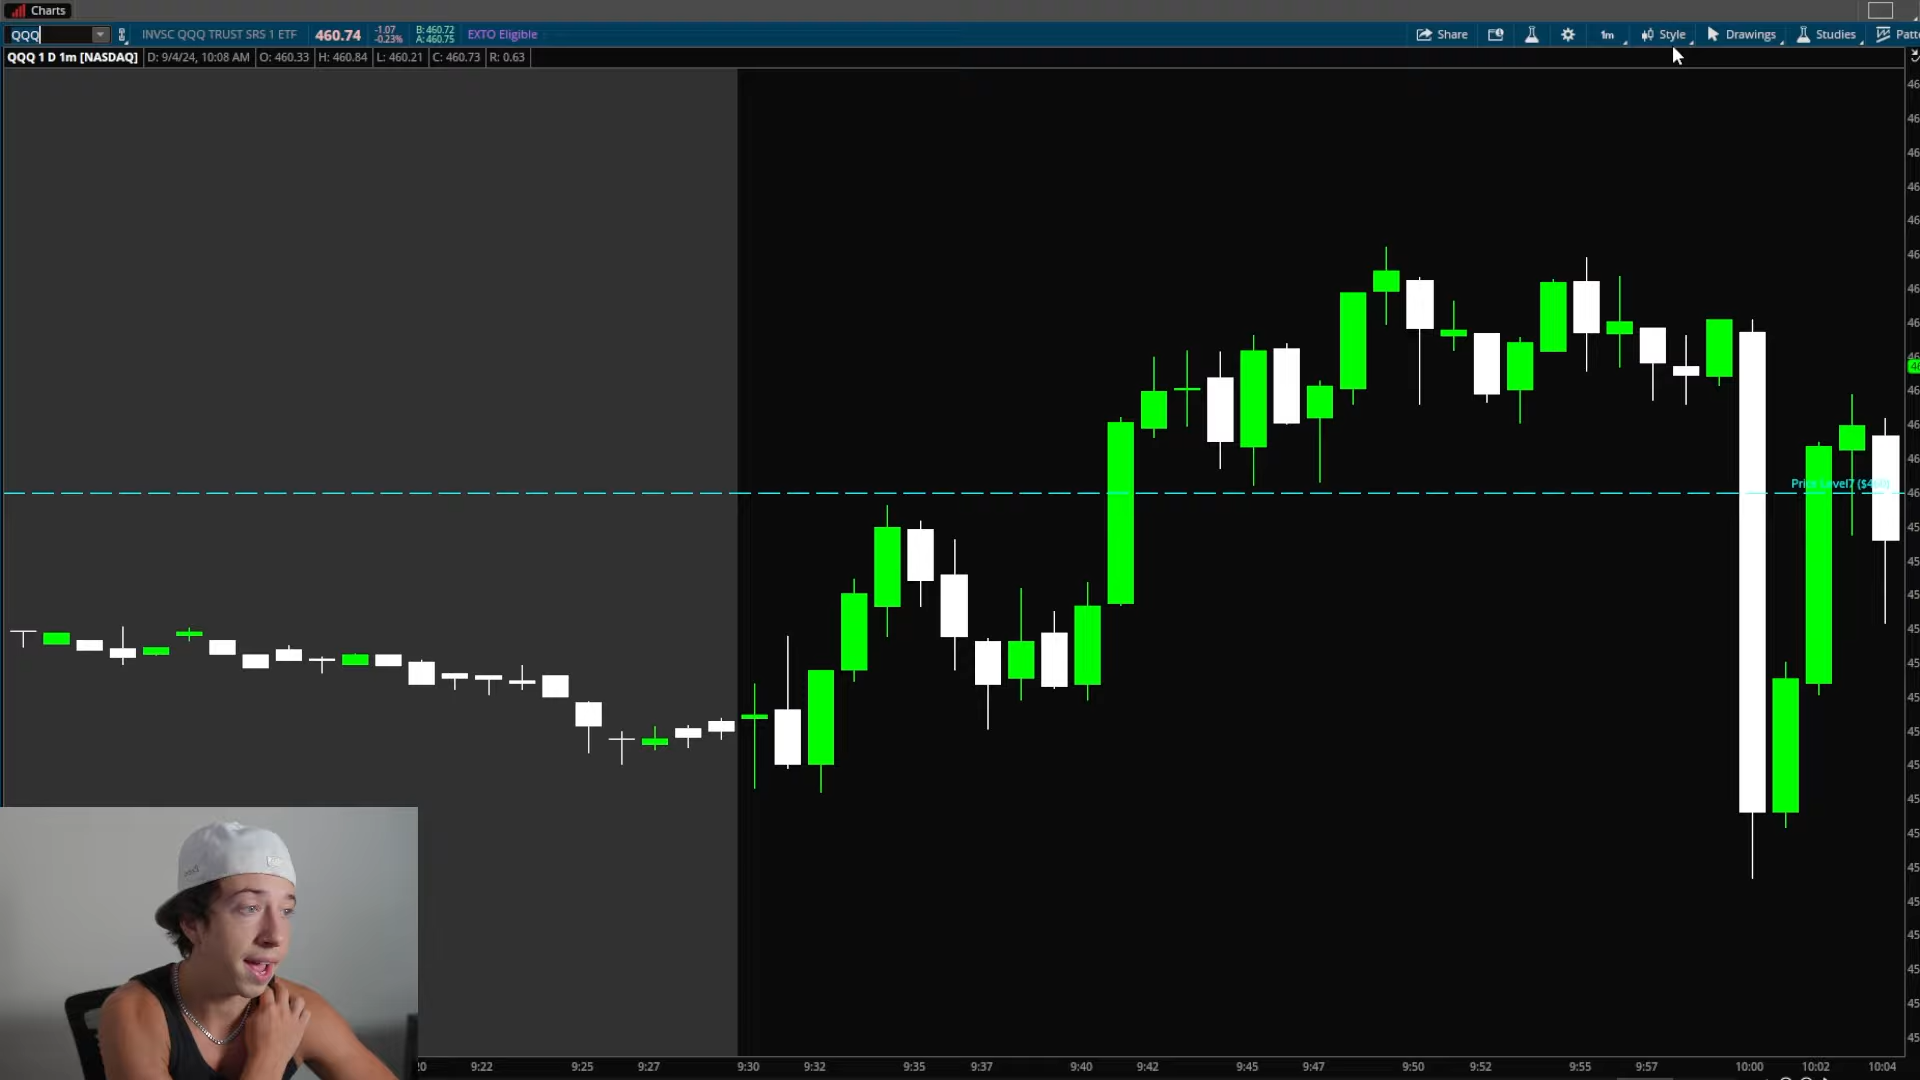 Charts
QQQ INVSC QQQ TRUST SRS 1 ETF 460.74 -1.07 -0.23% B: 460.72 A: 460.75 EXTO Eligible Share 1m Style Drawings Studies
QQQ 1 D 1m [NASDAQ] D: 9/4/24, 10:08 AM O: 460.33 H: 460.84 L: 460.21 C: 460.73 R: 0.63
9:22 9:25 9:27 9:30 9:32 9:35 9:37 9:40 9:42 9:45 9:47 9:50 9:52 9:55 9:57 10:00 10:02 10:04